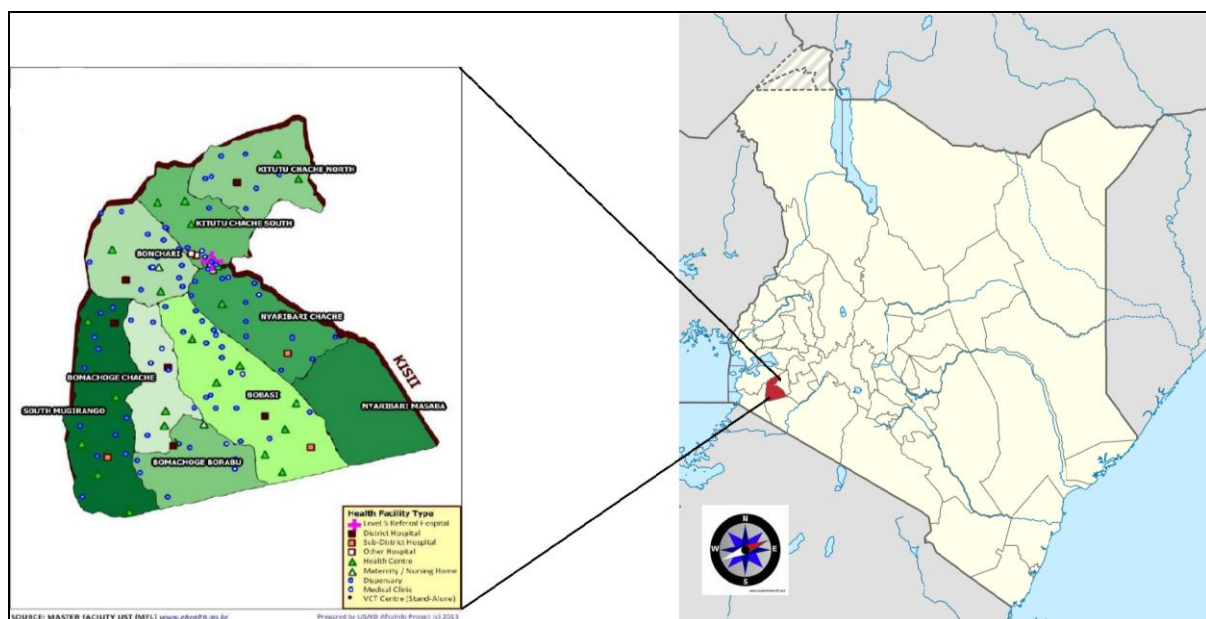 KITUTU CHACHE NORTH
KITUTU CHACHE SOUTH
BONCHARI
NYARIBARI CHACHE
KISII
BOMACHOGE CHACHE
BOBASI
SOUTH MUGIRANGO
NYARIBARI MASABA
BOMACHOGE BORABU
Health Facility Type
Level 5 Referral Hospital
District Hospital
Sub-District Hospital
Other Hospital
Health Centre
Maternity / Nursing Home
Dispensary
Medical Clinic
VCT Centre (Stand-Alone)
SOURCE: MASTER FACILITY LIST (MFL) www.ehealth.go.ke
Prepared by USAID AfyaInfo Project (c) 2013
N
W
E
S